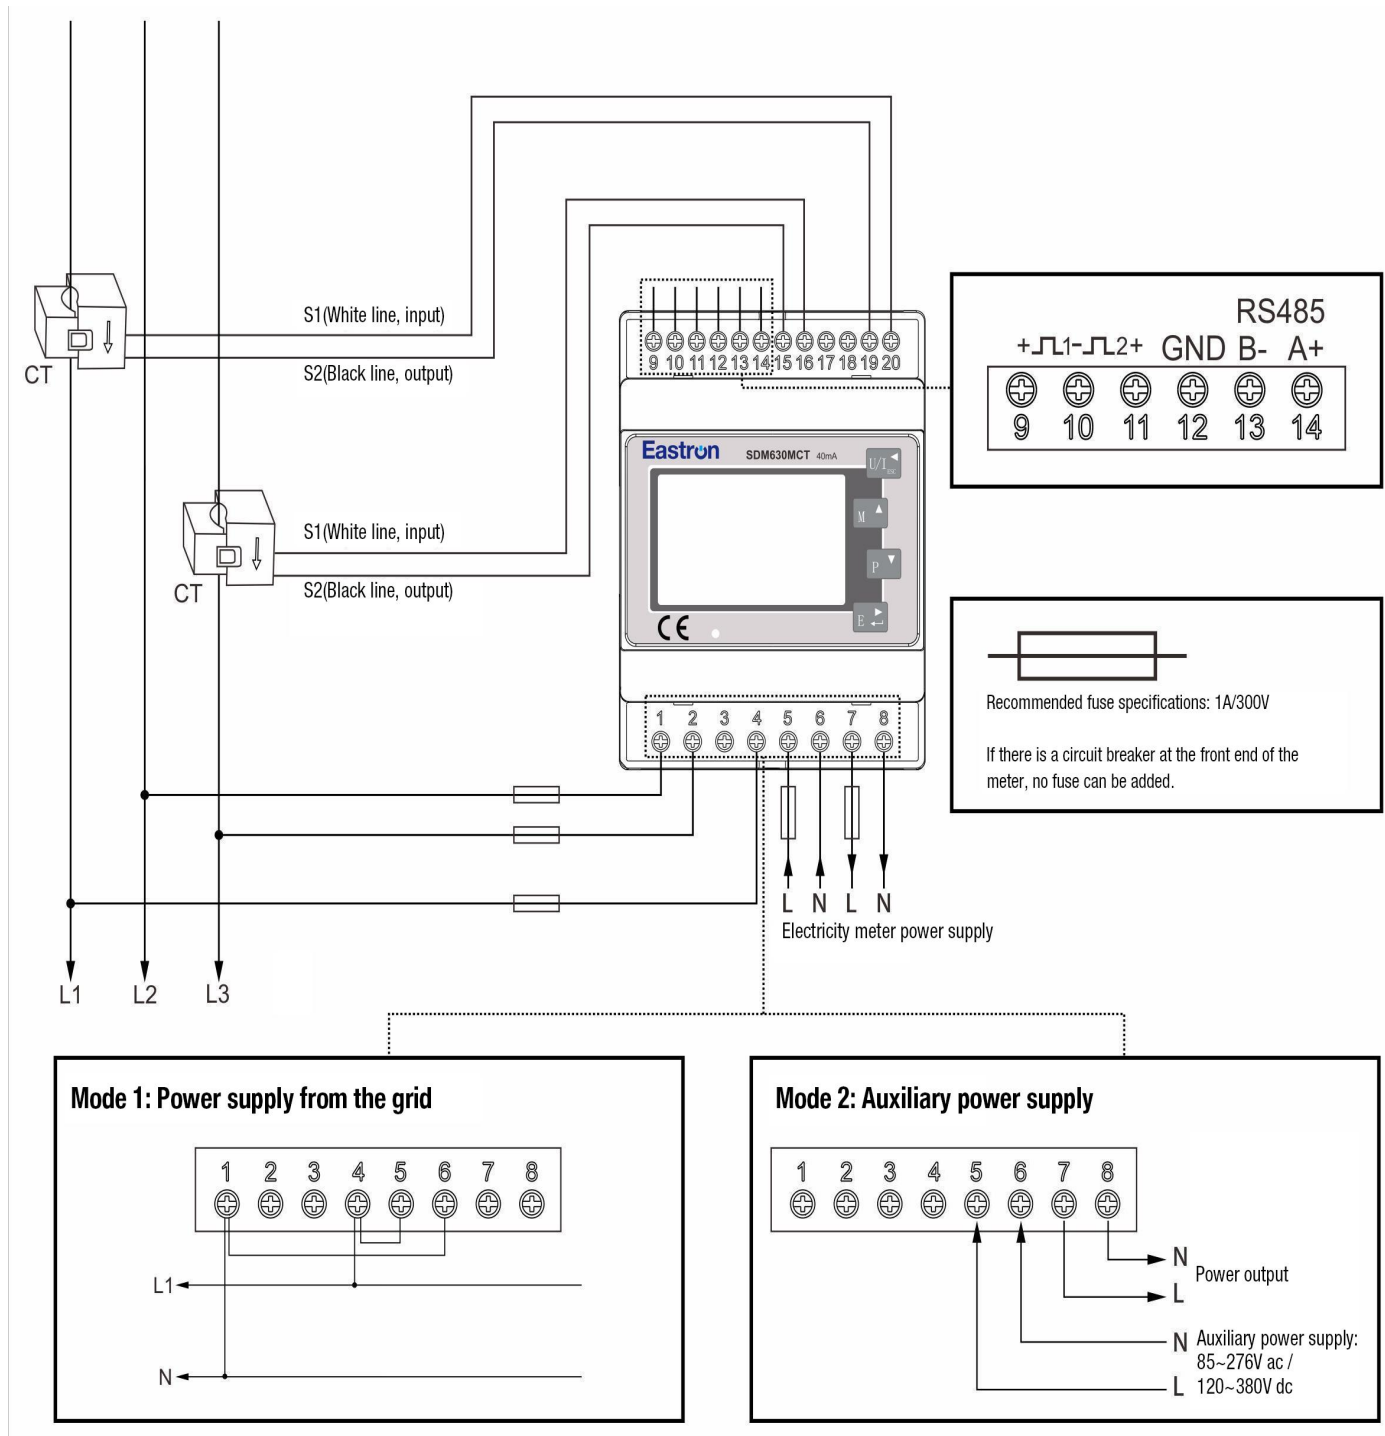 S1(White line, input)
S2(Black line, output)
CT
S1(White line, input)
S2(Black line, output)
CT
9 10 11 12 13 14 15 16 17 18 19 20
Eastron SDM630MCT 40mA
U/I ESC
M
P
E
CE
1 2 3 4 5 6 7 8
L N L N
Electricity meter power supply
L1 L2 L3
RS485
+ 1- 2+ GND B- A+
9 10 11 12 13 14
Recommended fuse specifications: 1A/300V
If there is a circuit breaker at the front end of the
meter, no fuse can be added.
Mode 1: Power supply from the grid
1 2 3 4 5 6 7 8
L1
N
Mode 2: Auxiliary power supply
1 2 3 4 5 6 7 8
N
Power output
L
N Auxiliary power supply:
85~276V ac /
L 120~380V dc